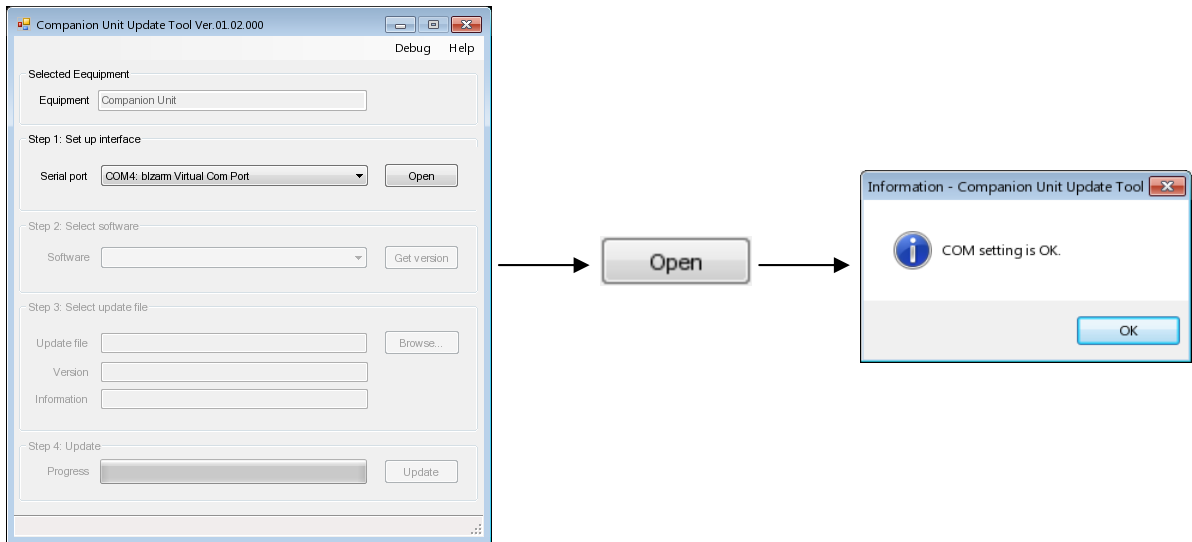 Companion Unit Update Tool Ver.01.02.000
Debug Help
Selected Eequipment
Equipment Companion Unit
Step 1: Set up interface
Serial port COM4: blzarm Virtual Com Port Open
Step 2: Select software
Software Get version
Step 3: Select update file
Update file Browse...
Version
Information
Step 4: Update
Progress Update
Open
Information - Companion Unit Update Tool
COM setting is OK.
OK